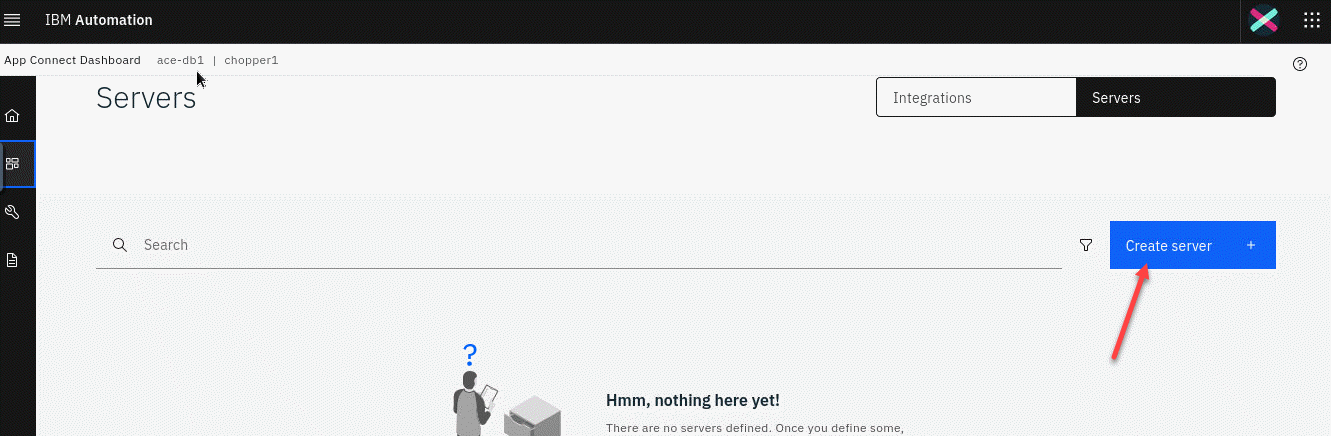 IBM Automation
App Connect Dashboard ace-db1 | chopper1
Servers
Integrations
Servers
Search
Create server +
?
Hmm, nothing here yet!
There are no servers defined. Once you define some,